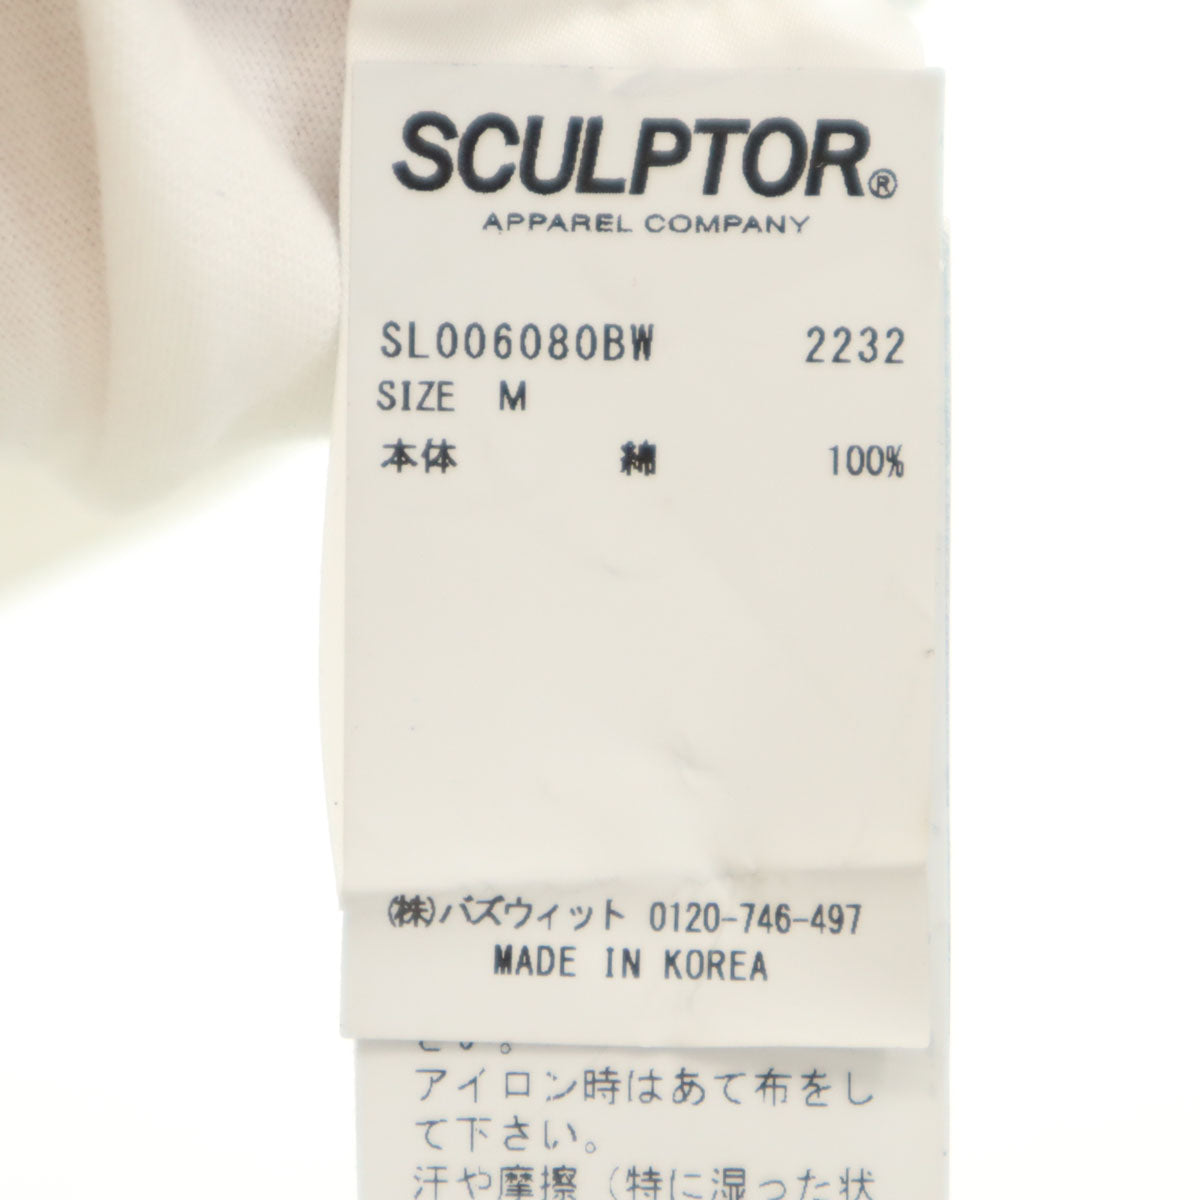 SCULPTOR®
APPAREL COMPANY
SL006080BW 2232
SIZE M
本体 綿 100%
(株)バズウィット 0120-746-497
MADE IN KOREA
さい。
アイロン時はあて布をし
て下さい。
汗や摩擦（特に湿った状